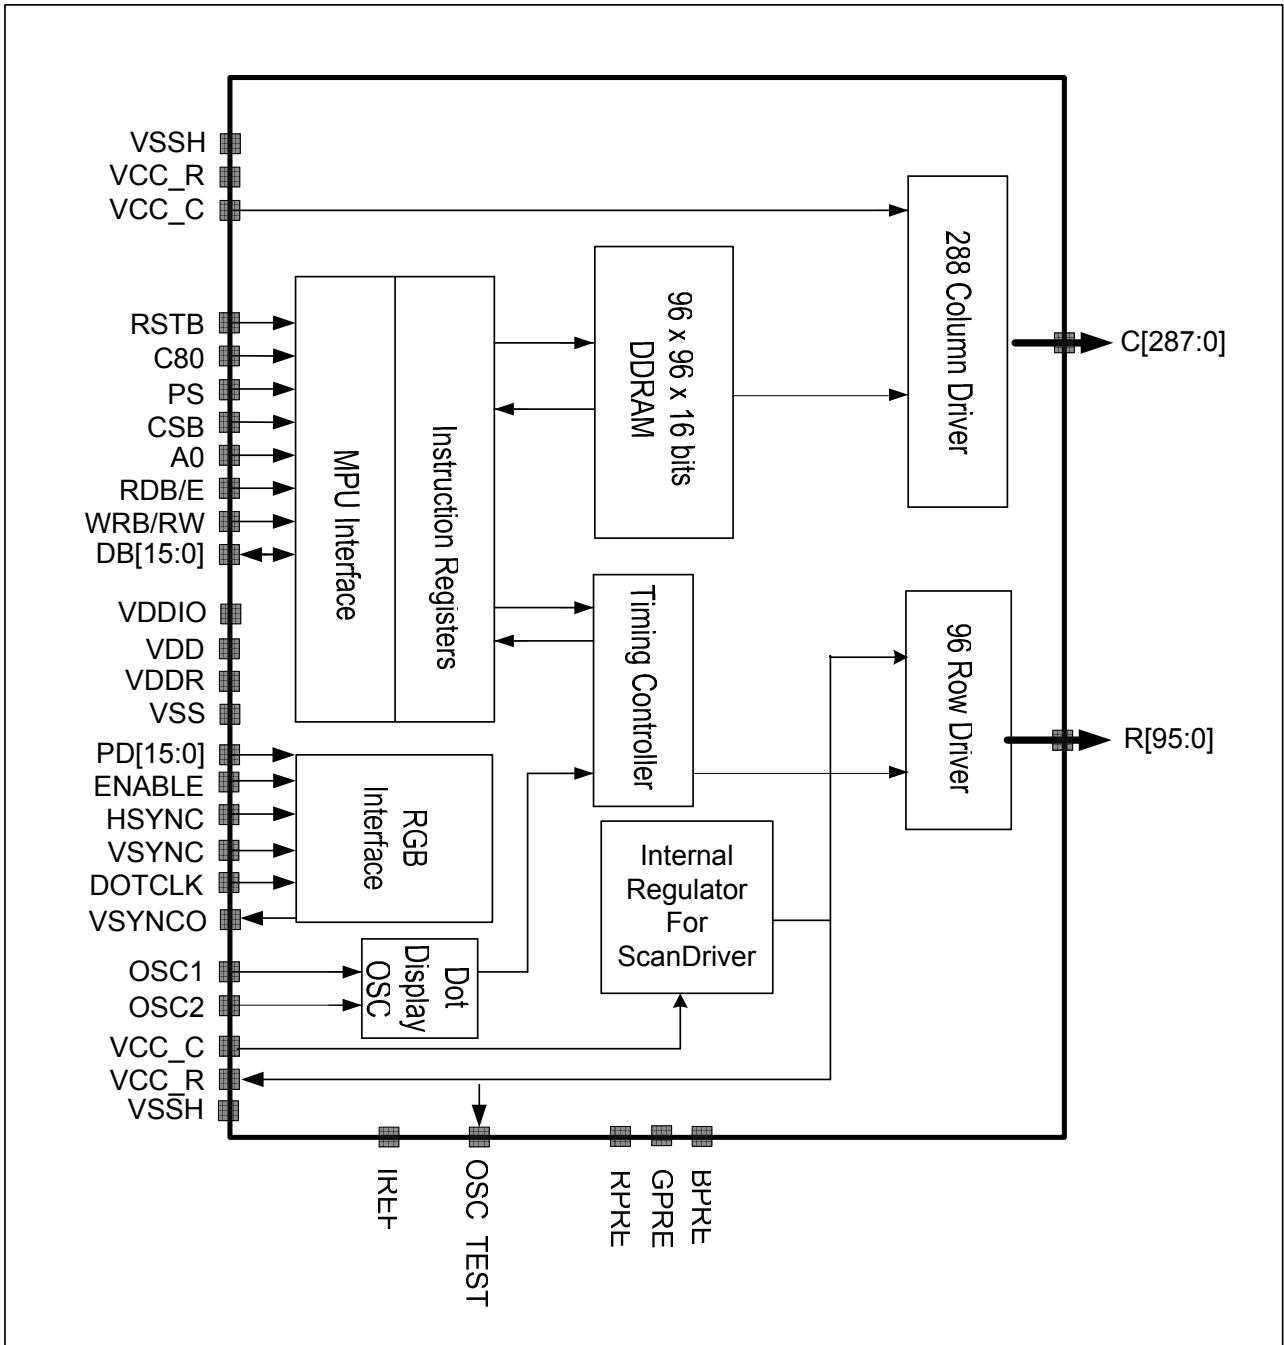 VSSH
VCC_R
VCC_C
RSTB
C80
PS
CSB
A0
RDB/E
WRB/RW
DB[15:0]
VDDIO
VDD
VDDR
VSS
PD[15:0]
ENABLE
HSYNC
VSYNC
DOTCLK
VSYNCO
OSC1
OSC2
VCC_C
VCC_R
VSSH
MPU Interface
Instruction Registers
RGB
Interface
Dot
Display
OSC
96 x 96 x 16 bits
DDRAM
Timing Controller
Internal
Regulator
For
ScanDriver
288 Column Driver
96 Row Driver
C[287:0]
R[95:0]
IREF
OSC TEST
RPRE
GPRE
BPRE